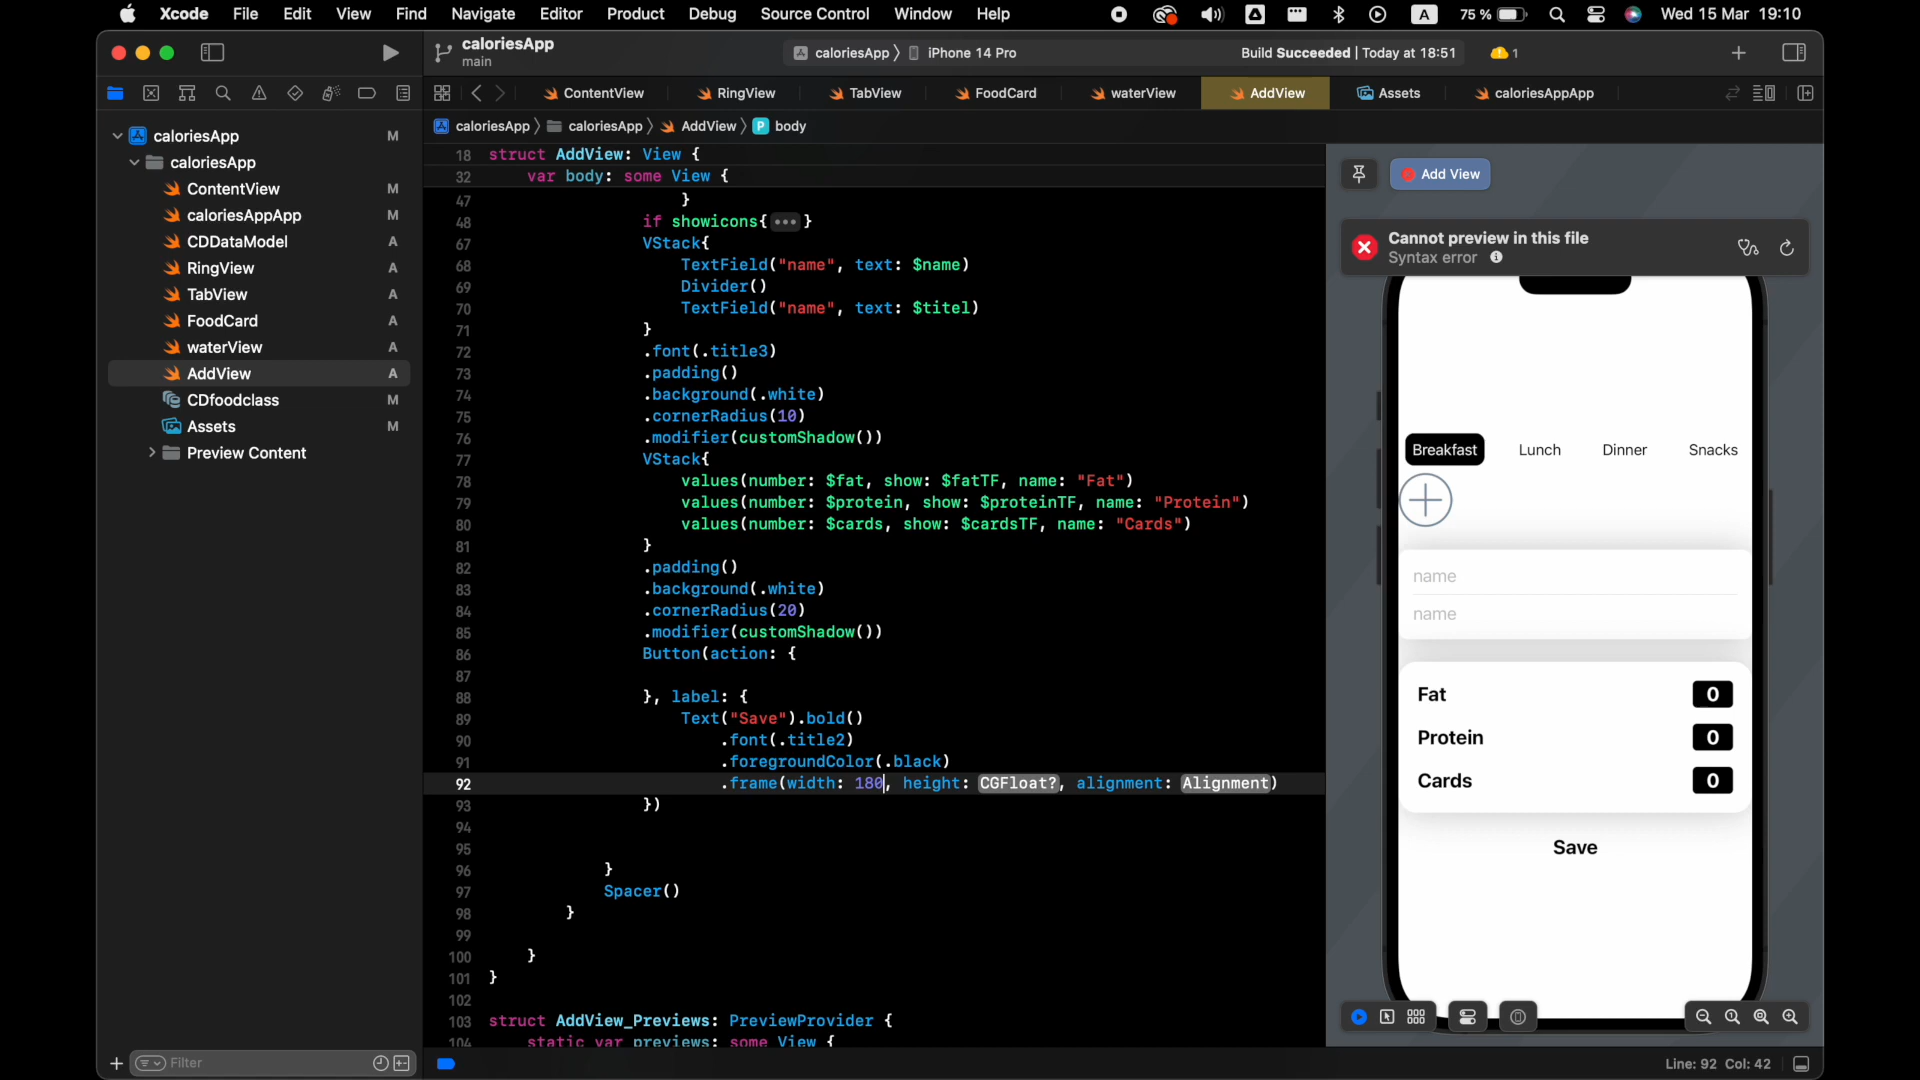 Xcode File Edit View Find Navigate Editor Product Debug Source Control Window Help A 75 % Wed 15 Mar 19:10
caloriesApp
main
caloriesApp iPhone 14 Pro
Build Succeeded | Today at 18:51
1
ContentView RingView TabView FoodCard waterView AddView Assets caloriesAppApp
caloriesApp caloriesApp AddView P body
caloriesApp M
caloriesApp
ContentView M
caloriesAppApp M
CDDataModel A
RingView A
TabView A
FoodCard A
waterView A
AddView A
CDfoodclass M
Assets M
Preview Content
Filter
18 struct AddView: View {
32 var body: some View {
47 }
48 if showicons{ ••• }
67 VStack{
68 TextField("name", text: $name)
69 Divider()
70 TextField("name", text: $titel)
71 }
72 .font(.title3)
73 .padding()
74 .background(.white)
75 .cornerRadius(10)
76 .modifier(customShadow())
77 VStack{
78 values(number: $fat, show: $fatTF, name: "Fat")
79 values(number: $protein, show: $proteinTF, name: "Protein")
80 values(number: $cards, show: $cardsTF, name: "Cards")
81 }
82 .padding()
83 .background(.white)
84 .cornerRadius(20)
85 .modifier(customShadow())
86 Button(action: {
87
88 }, label: {
89 Text("Save").bold()
90 .font(.title2)
91 .foregroundColor(.black)
92 .frame(width: 180, height: CGFloat?, alignment: Alignment)
93 })
94
95
96 }
97 Spacer()
98 }
99
100 }
101 }
102
103 struct AddView_Previews: PreviewProvider {
104 static var previews: some View {
Add View
Cannot preview in this file
Syntax error
Breakfast Lunch Dinner Snacks
name
name
Fat 0
Protein 0
Cards 0
Save
Line: 92 Col: 42